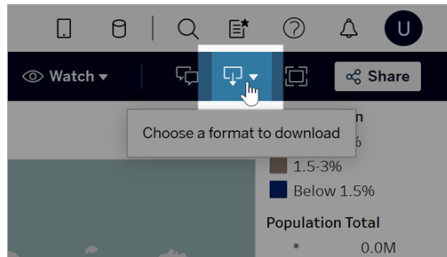 U
Watch
Share
Choose a format to download
n
%
1.5-3%
Below 1.5%
Population Total
0.0M